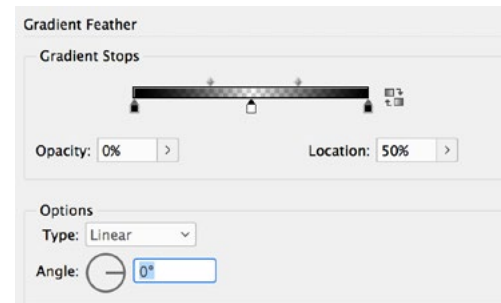 Gradient Feather
Gradient Stops
Opacity: 0% Location: 50%
Options
Type: Linear
Angle: 0°